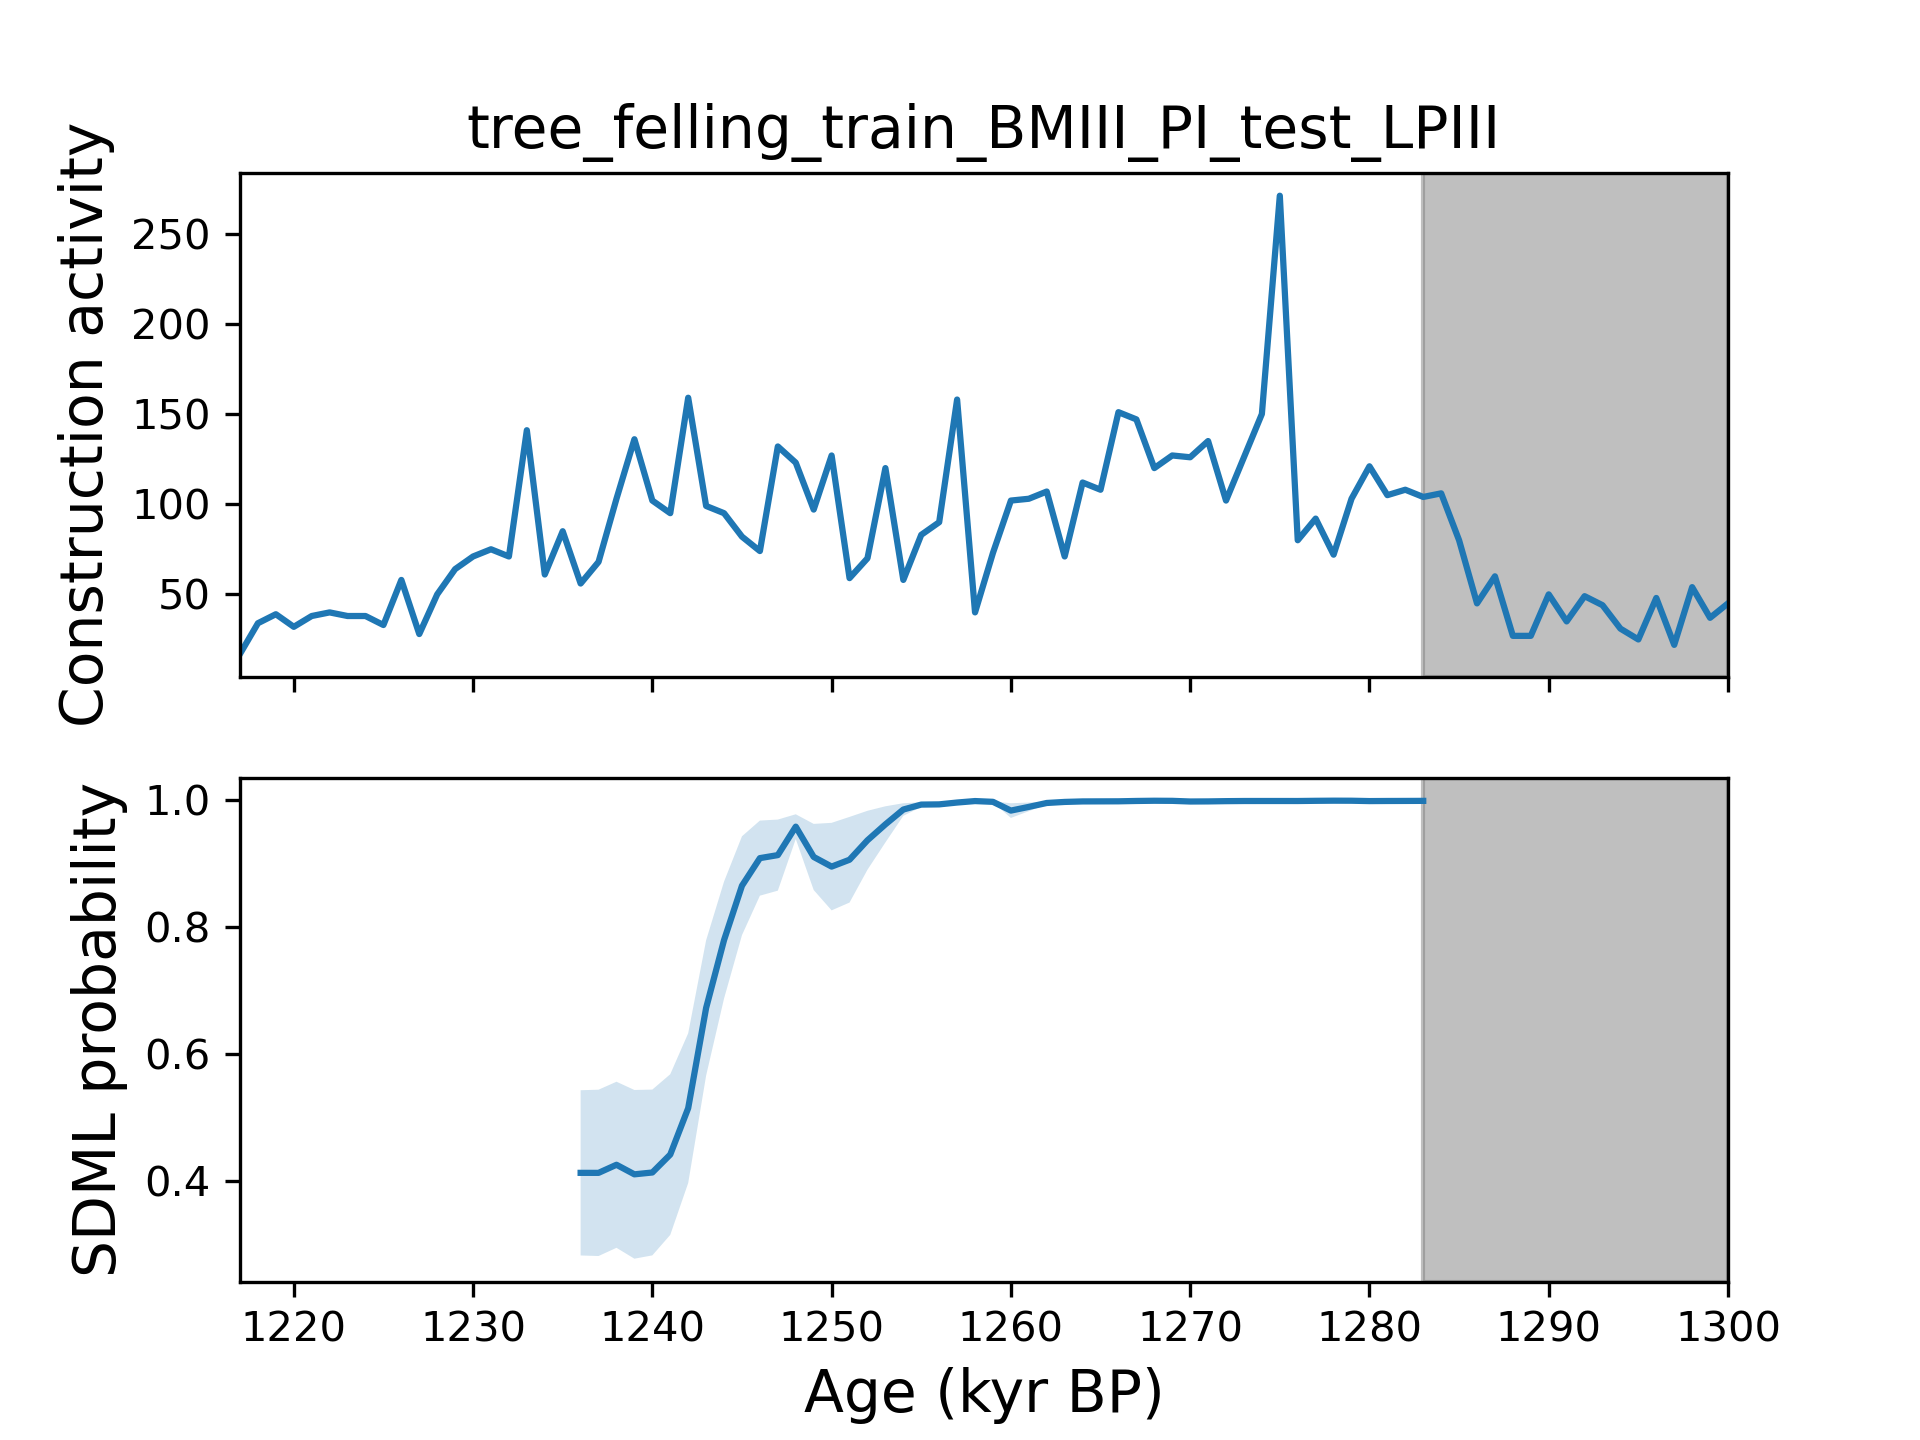 tree_felling_train_BMIII_PI_test_LPIII
Construction activity
250
200
150
100
50
SDML probability
1.0
0.8
0.6
0.4
1220 1230 1240 1250 1260 1270 1280 1290 1300
Age (kyr BP)